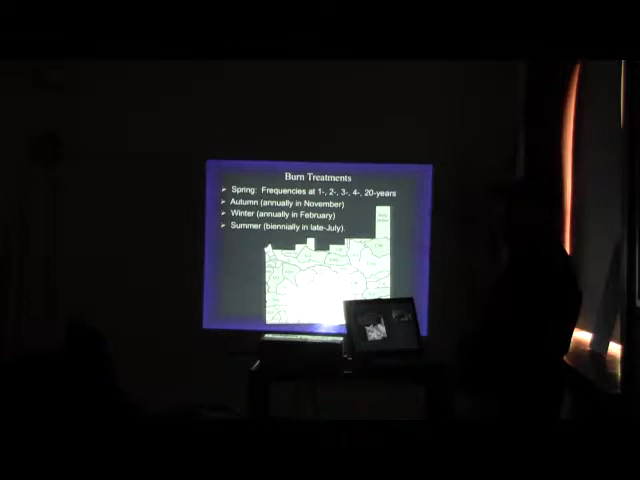 Burn Treatments
➢ Spring: Frequencies at 1-, 2-, 3-, 4-, 20-years
➢ Autumn (annually in November)
➢ Winter (annually in February)
➢ Summer (biennially in late-July).